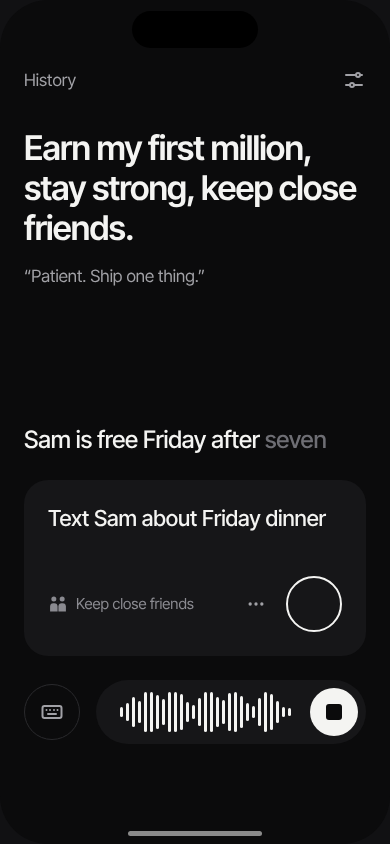 History
Earn my first million,
stay strong, keep close
friends.
“Patient. Ship one thing.”
Sam is free Friday after seven
Text Sam about Friday dinner
Keep close friends